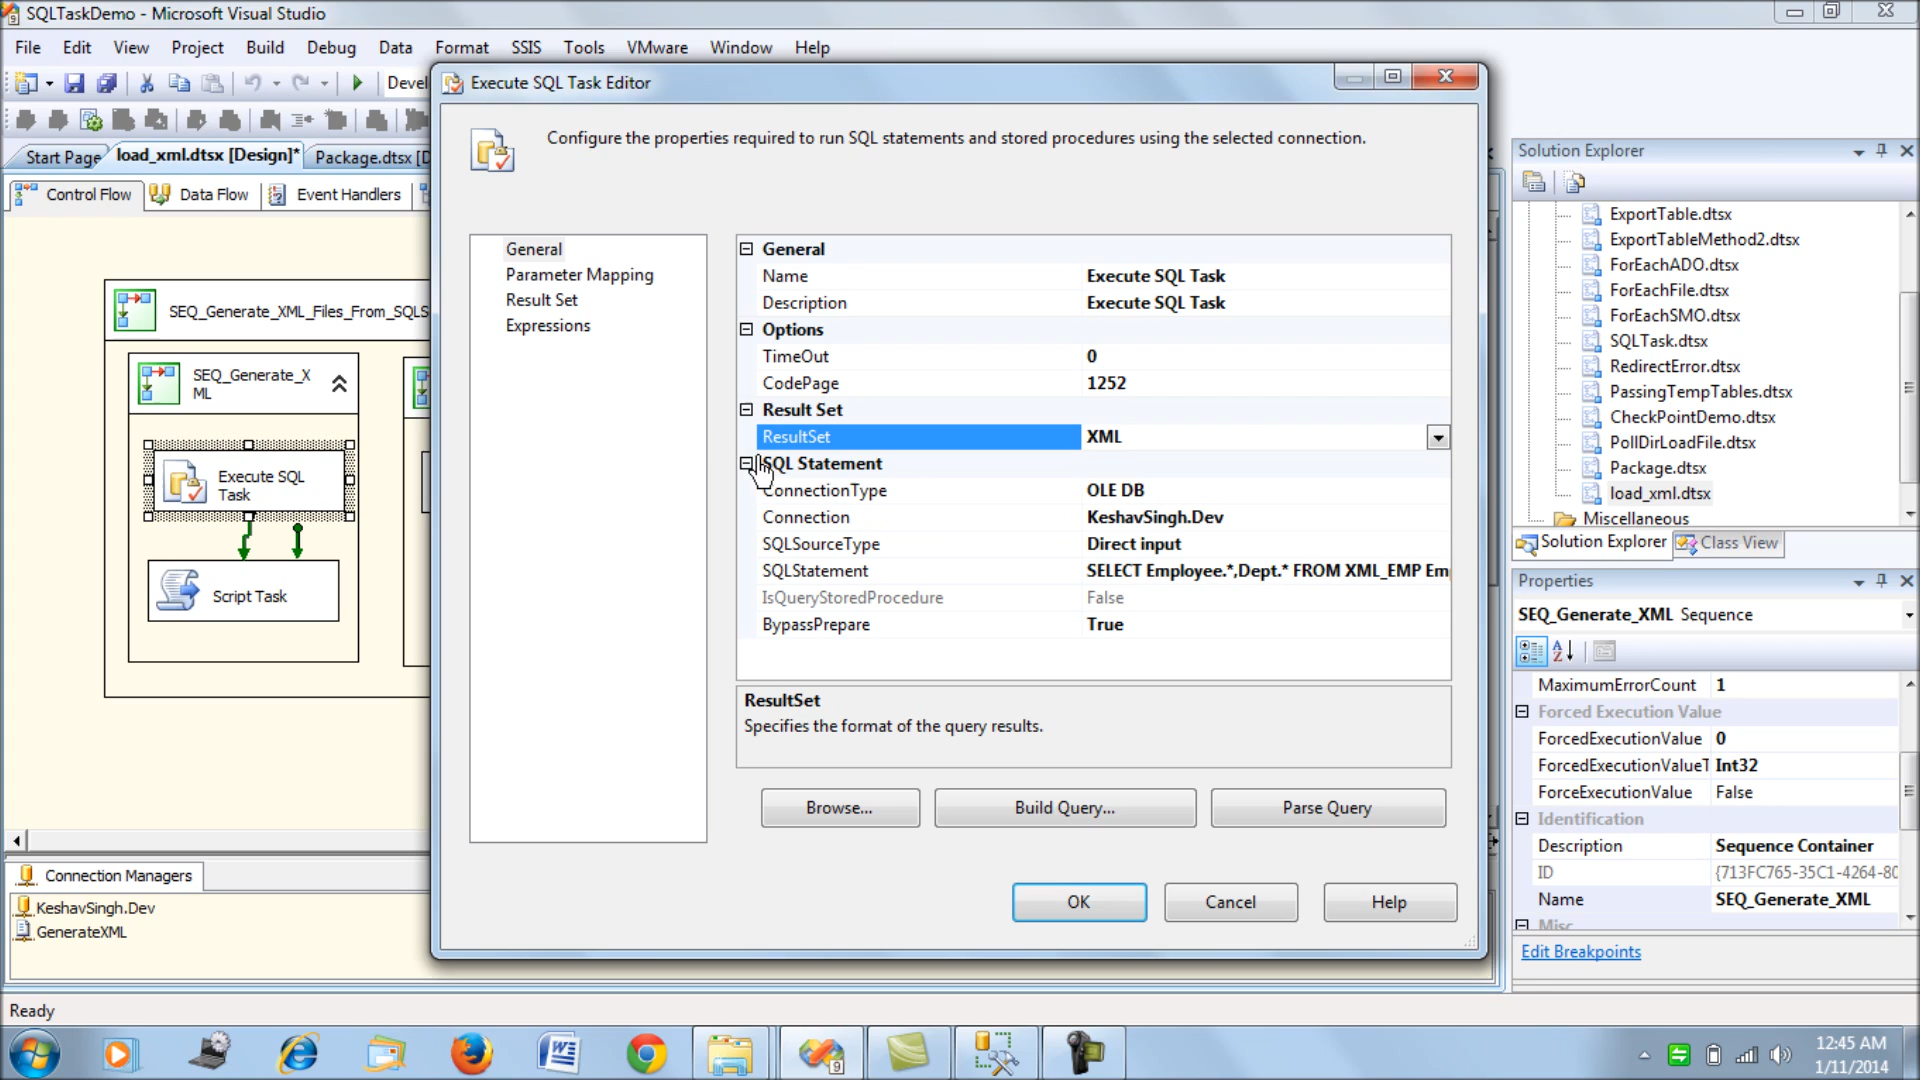 SQLTaskDemo - Microsoft Visual Studio
File Edit View Project Build Debug Data Format SSIS Tools VMware Window Help
Devel
Start Page load_xml.dtsx [Design]* Package.dtsx [D
Control Flow Data Flow Event Handlers
SEQ_Generate_XML_Files_From_SQLS
SEQ_Generate_X
ML
Execute SQL
Task
Script Task
Connection Managers
KeshavSingh.Dev
GenerateXML
Ready
Execute SQL Task Editor
Configure the properties required to run SQL statements and stored procedures using the selected connection.
General
Parameter Mapping
Result Set
Expressions
General
Name Execute SQL Task
Description Execute SQL Task
Options
TimeOut 0
CodePage 1252
Result Set
ResultSet XML
SQL Statement
ConnectionType OLE DB
Connection KeshavSingh.Dev
SQLSourceType Direct input
SQLStatement SELECT Employee.*,Dept.* FROM XML_EMP Em
IsQueryStoredProcedure False
BypassPrepare True
ResultSet
Specifies the format of the query results.
Browse... Build Query... Parse Query
OK Cancel Help
Solution Explorer
ExportTable.dtsx
ExportTableMethod2.dtsx
ForEachADO.dtsx
ForEachFile.dtsx
ForEachSMO.dtsx
SQLTask.dtsx
RedirectError.dtsx
PassingTempTables.dtsx
CheckPointDemo.dtsx
PollDirLoadFile.dtsx
Package.dtsx
load_xml.dtsx
Miscellaneous
Solution Explorer Class View
Properties
SEQ_Generate_XML Sequence
MaximumErrorCount 1
Forced Execution Value
ForcedExecutionValue 0
ForcedExecutionValueT Int32
ForceExecutionValue False
Identification
Description Sequence Container
ID {713FC765-35C1-4264-80
Name SEQ_Generate_XML
Misc
Edit Breakpoints
12:45 AM
1/11/2014